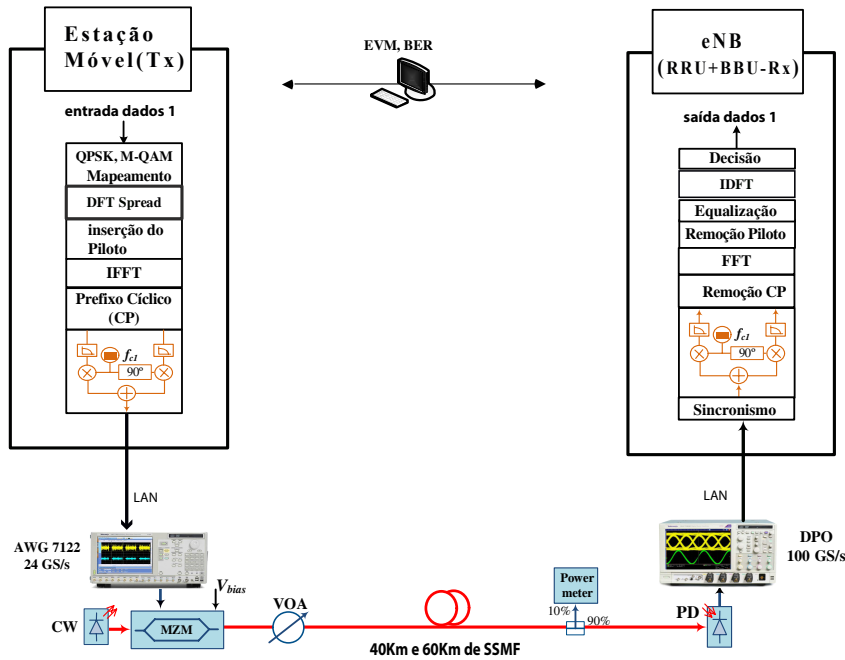 Estação
Móvel(Tx)
entrada dados 1
QPSK, M-QAM
Mapeamento
DFT Spread
inserção do
Piloto
IFFT
Prefixo Cíclico
(CP)
fc1
90º
LAN
AWG 7122
24 GS/s
Vbias
CW
MZM
VOA
40Km e 60Km de SSMF
EVM, BER
Power
meter
10%
90%
PD
eNB
(RRU+BBU-Rx)
saída dados 1
Decisão
IDFT
Equalização
Remoção Piloto
FFT
Remoção CP
fc1
90º
Sincronismo
LAN
DPO
100 GS/s